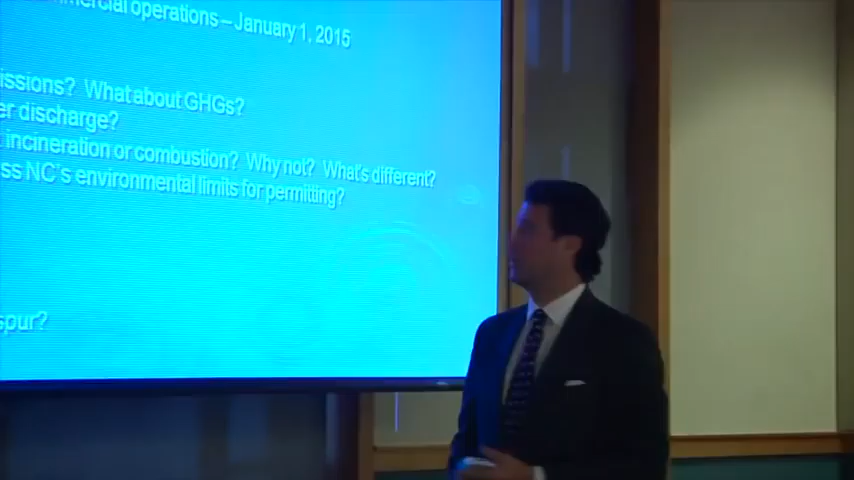 mmercial operations – January 1, 2015
issions? What about GHGs?
er discharge?
incineration or combustion? Why not? What's different?
ss NC's environmental limits for permitting?
spur?